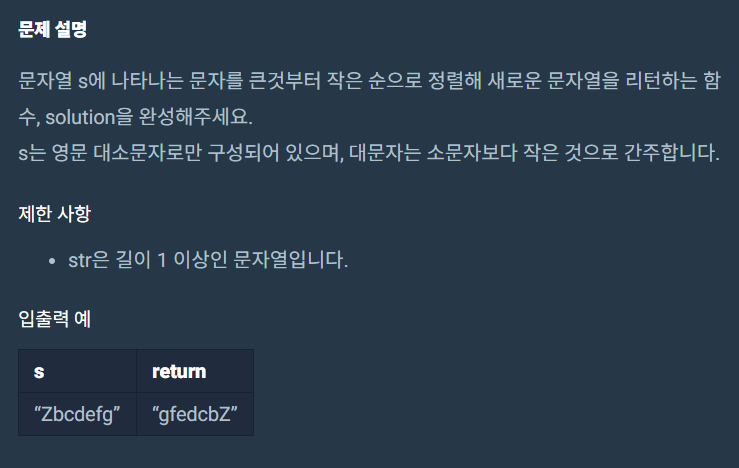 문제 설명
문자열 s에 나타나는 문자를 큰것부터 작은 순으로 정렬해 새로운 문자열을 리턴하는 함
수, solution을 완성해주세요.
s는 영문 대소문자로만 구성되어 있으며, 대문자는 소문자보다 작은 것으로 간주합니다.
제한 사항
• str은 길이 1 이상인 문자열입니다.
입출력 예
s return
“Zbcdefg” “gfedcbZ”